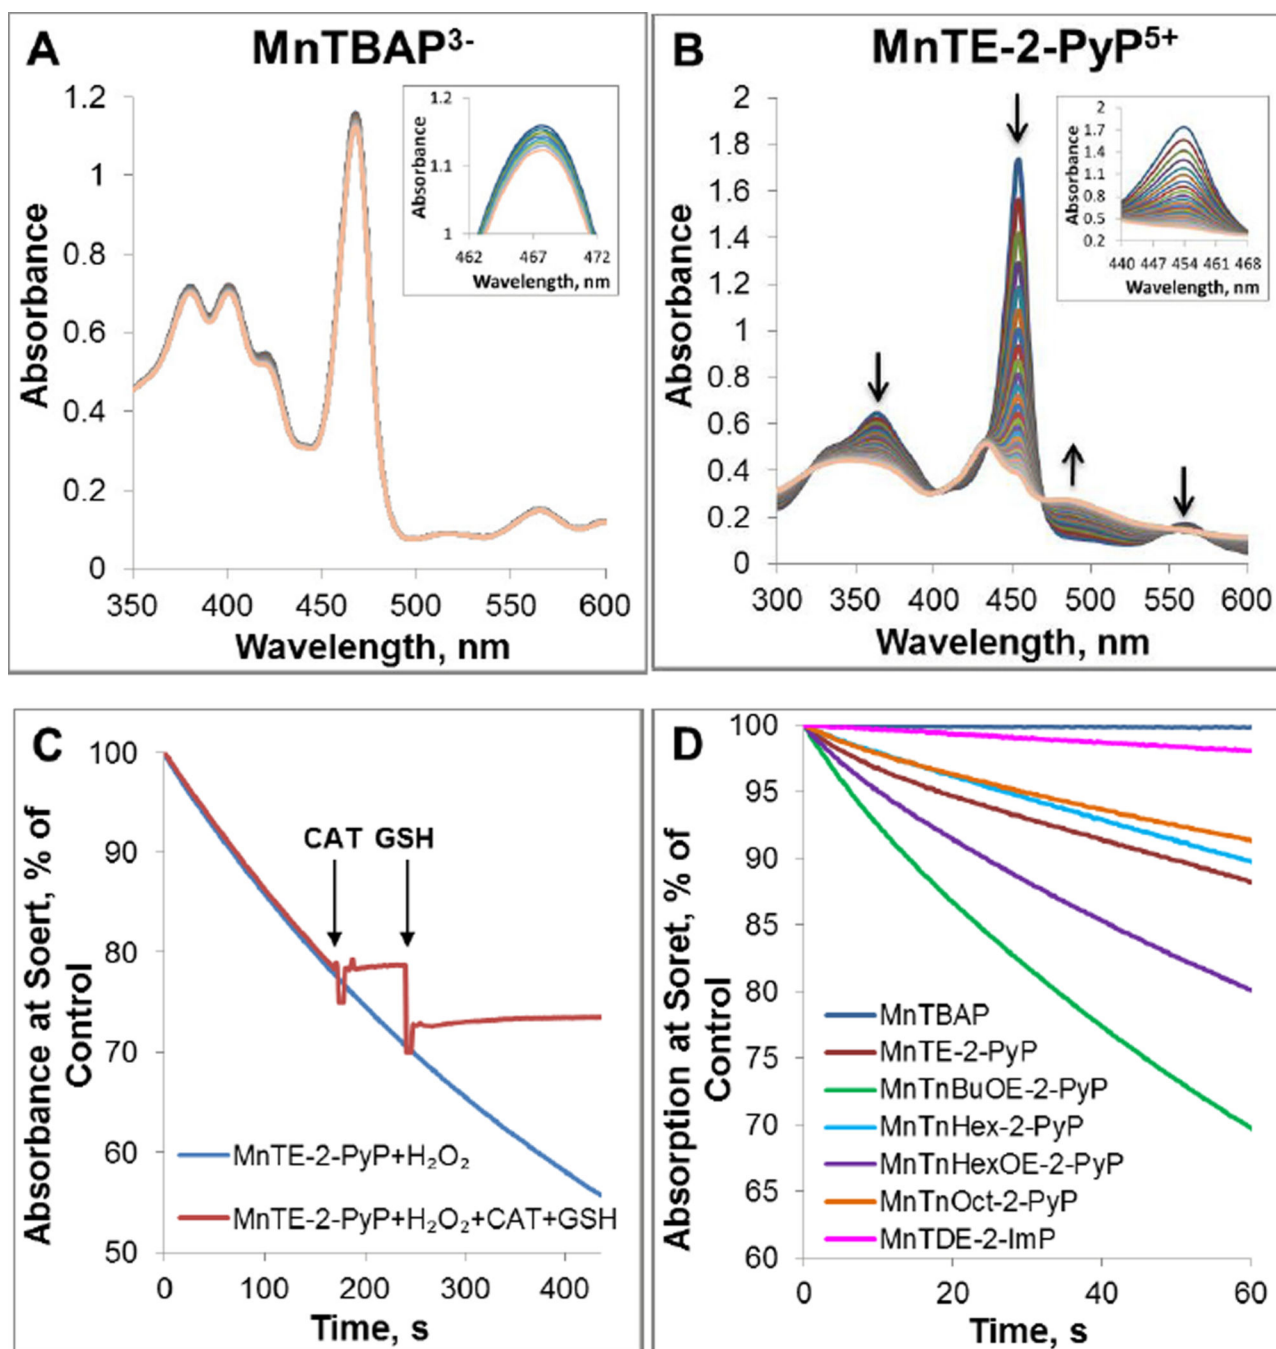 A
MnTBAP³⁻
Absorbance
1.2
1
0.8
0.6
0.4
0.2
0
350 400 450 500 550 600
Wavelength, nm
Absorbance
1.2
1.1
1
462 467 472
Wavelength, nm
B
MnTE-2-PyP⁵⁺
Absorbance
2
1.8
1.6
1.4
1.2
1
0.8
0.6
0.4
0.2
0
300 350 400 450 500 550 600
Wavelength, nm
Absorbance
2
1.7
1.4
1.1
0.8
0.5
0.2
440 447 454 461 468
Wavelength, nm
C
Absorbance at Soert, % of
Control
100
90
80
70
60
50
CAT GSH
MnTE-2-PyP+H₂O₂
MnTE-2-PyP+H₂O₂+CAT+GSH
0 100 200 300 400
Time, s
D
Absorption at Soret, % of
Control
100
95
90
85
80
75
70
65
60
MnTBAP
MnTE-2-PyP
MnTnBuOE-2-PyP
MnTnHex-2-PyP
MnTnHexOE-2-PyP
MnTnOct-2-PyP
MnTDE-2-ImP
0 20 40 60
Time, s